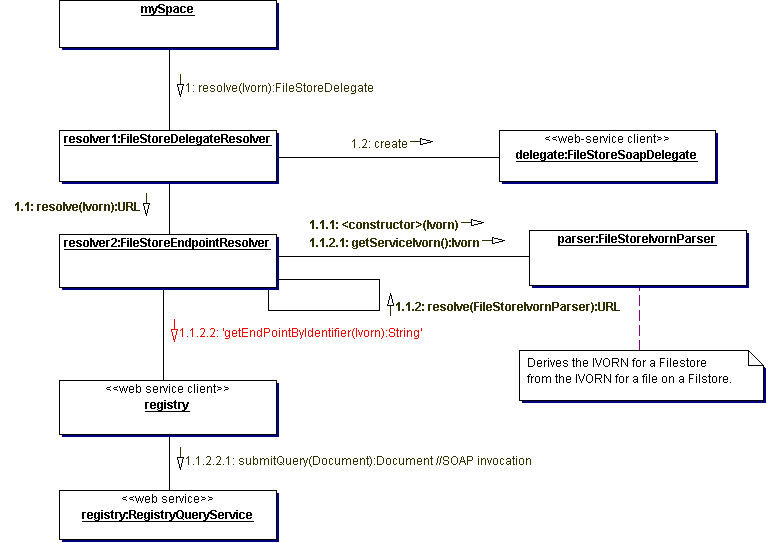 mySpace
1: resolve(Ivorn):FileStoreDelegate
resolver1:FileStoreDelegateResolver
1.2: create
<<web-service client>>
delegate:FileStoreSoapDelegate
1.1: resolve(Ivorn):URL
resolver2:FileStoreEndpointResolver
1.1.1: <constructor>(Ivorn)
1.1.2.1: getServiceIvorn():Ivorn
parser:FileStoreIvornParser
1.1.2: resolve(FileStoreIvornParser):URL
1.1.2.2: 'getEndPointByIdentifier(Ivorn):String'
Derives the IVORN for a Filestore
from the IVORN for a file on a Filstore.
<<web service client>>
registry
1.1.2.2.1: submitQuery(Document):Document //SOAP invocation
<<web service>>
registry:RegistryQueryService